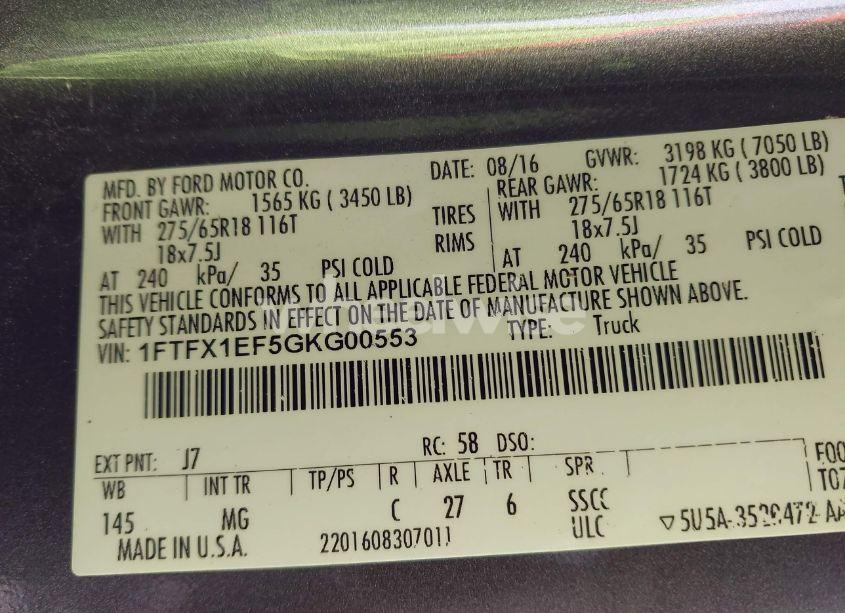 MFD. BY FORD MOTOR CO.
DATE: 08/16 GVWR: 3198 KG ( 7050 LB)
FRONT GAWR: 1565 KG ( 3450 LB)
REAR GAWR: 1724 KG ( 3800 LB)
WITH 275/65R18 116T TIRES WITH 275/65R18 116T
18x7.5J RIMS 18x7.5J
AT 240 kPa/ 35 PSI COLD AT 240 kPa/ 35 PSI COLD
THIS VEHICLE CONFORMS TO ALL APPLICABLE FEDERAL MOTOR VEHICLE
SAFETY STANDARDS IN EFFECT ON THE DATE OF MANUFACTURE SHOWN ABOVE.
VIN: 1FTFX1EF5GKG00553 TYPE: Truck
EXT PNT: J7 RC: 58 DSO:
WB INT TR TP/PS R AXLE TR SPR
145 MG C 27 6 SSCC
ULC
MADE IN U.S.A. 220160830701
FOO
T07